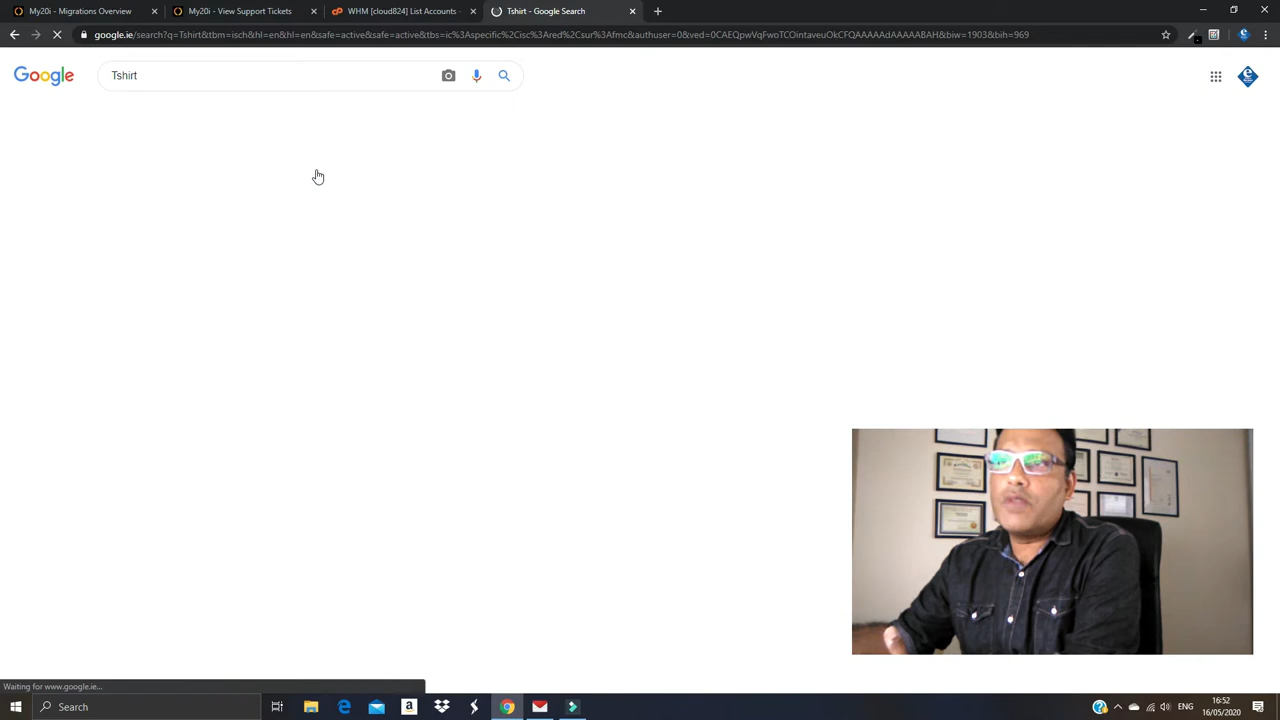 My20i - Migrations Overview
My20i - View Support Tickets
WHM [cloud824] List Accounts -
Tshirt - Google Search
google.ie/search?q=Tshirt&tbm=isch&hl=en&hl=en&safe=active&safe=active&tbs=ic%3Aspecific%2Cisc%3Ared%2Csur%3Afmc&authuser=0&ved=0CAEQpwVqFwoTCOintaveuOkCFQAAAAAdAAAAABAH&biw=1903&bih=969
Google
Tshirt
Waiting for www.google.ie...
Search
ENG
16:52
16/05/2020